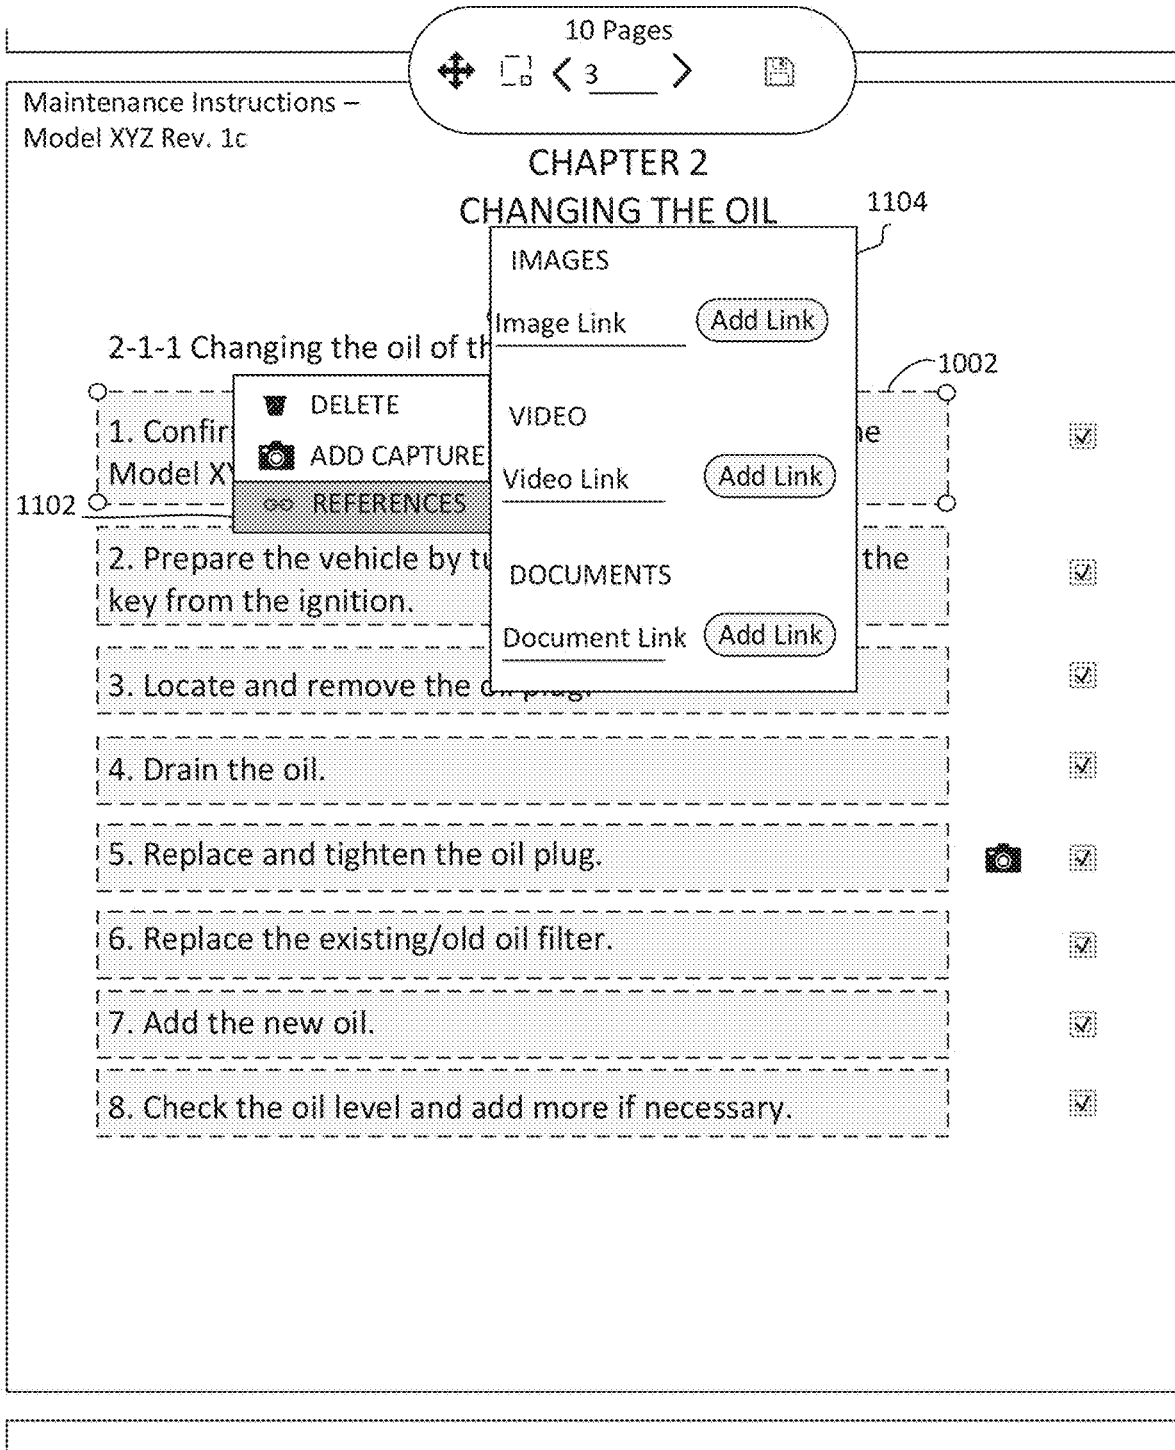 10 Pages
3
Maintenance Instructions –
Model XYZ Rev. 1c
CHAPTER 2
CHANGING THE OIL
1104
IMAGES
Image Link Add Link
2-1-1 Changing the oil of th
1002
DELETE
VIDEO
1. Confir
ADD CAPTURE
Model XY
Video Link Add Link
1102
REFERENCES
2. Prepare the vehicle by tu the
DOCUMENTS
key from the ignition.
Document Link Add Link
3. Locate and remove the oil plug.
4. Drain the oil.
5. Replace and tighten the oil plug.
6. Replace the existing/old oil filter.
7. Add the new oil.
8. Check the oil level and add more if necessary.